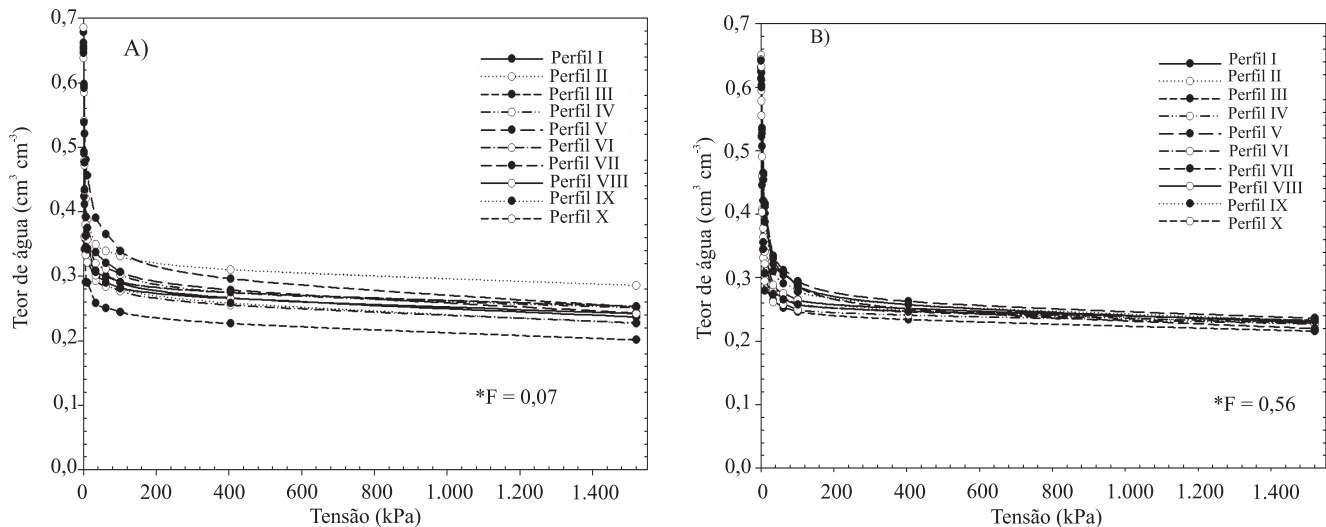 A)
Teor de água (cm³ cm⁻³)
0,7
0,6
0,5
0,4
0,3
0,2
0,1
0,0
Perfil I
Perfil II
Perfil III
Perfil IV
Perfil V
Perfil VI
Perfil VII
Perfil VIII
Perfil IX
Perfil X
*F = 0,07
0 200 400 600 800 1.000 1.200 1.400
Tensão (kPa)
B)
Teor de água (cm³ cm⁻³)
0,7
0,6
0,5
0,4
0,3
0,2
0,1
0,0
Perfil I
Perfil II
Perfil III
Perfil IV
Perfil V
Perfil VI
Perfil VII
Perfil VIII
Perfil IX
Perfil X
*F = 0,56
0 200 400 600 800 1.000 1.200 1.400
Tensão (kPa)